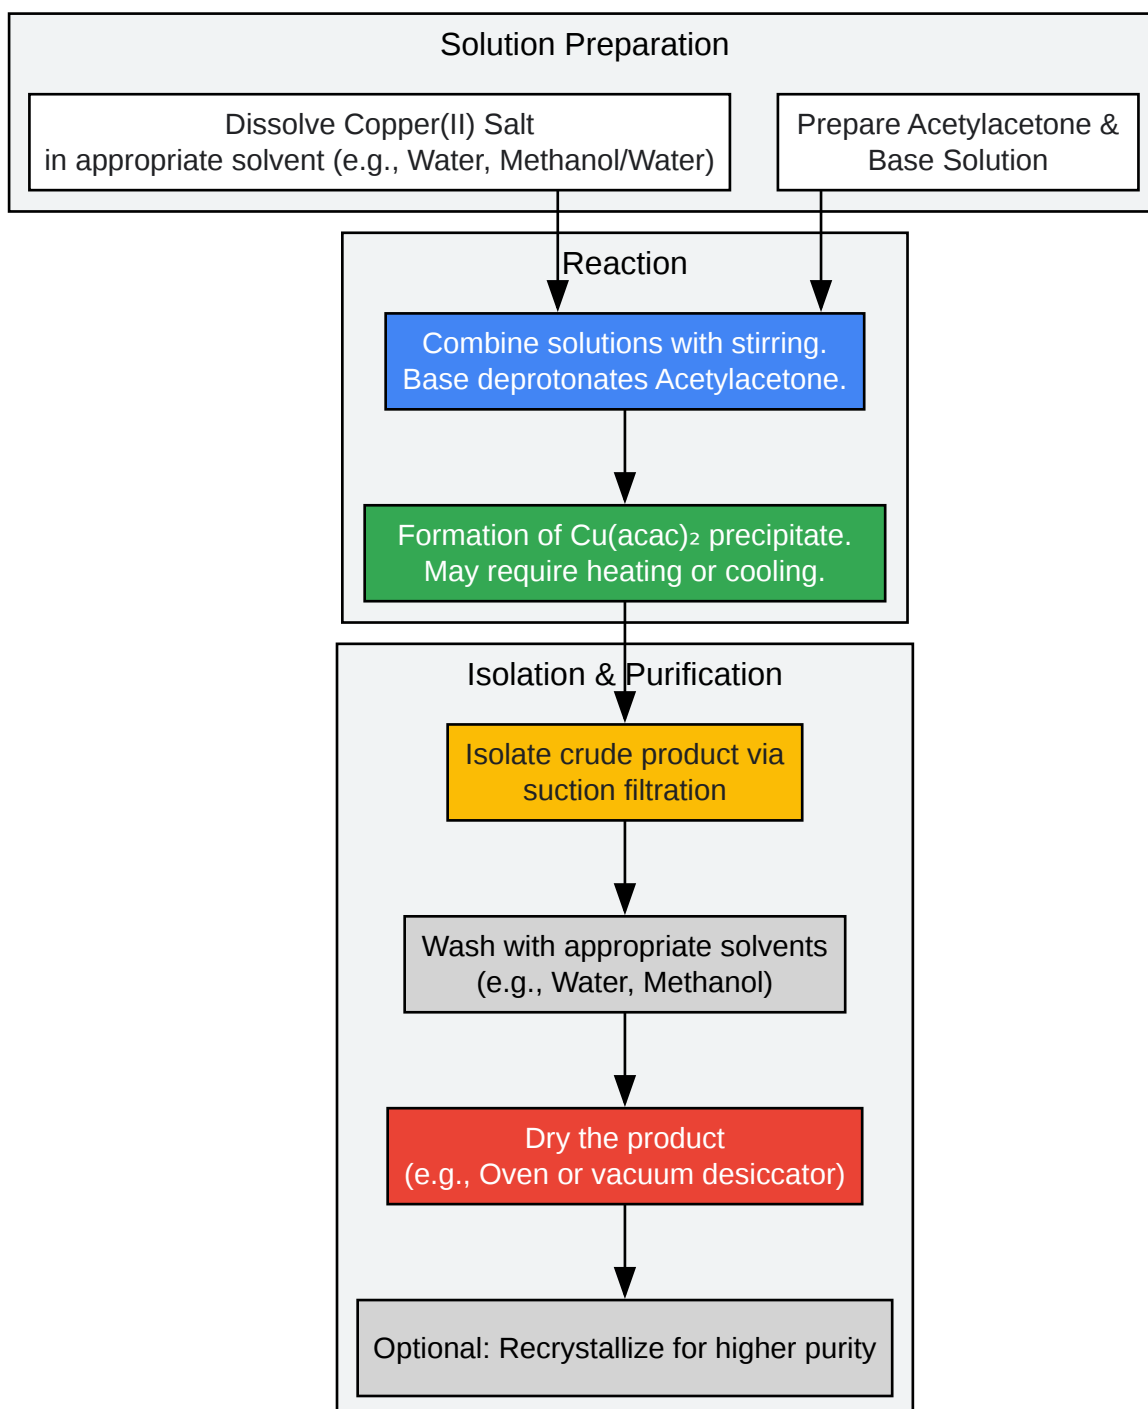 Solution Preparation
Dissolve Copper(II) Salt
in appropriate solvent (e.g., Water, Methanol/Water)
Prepare Acetylacetone &
Base Solution
Reaction
Combine solutions with stirring.
Base deprotonates Acetylacetone.
Formation of Cu(acac)₂ precipitate.
May require heating or cooling.
Isolation & Purification
Isolate crude product via
suction filtration
Wash with appropriate solvents
(e.g., Water, Methanol)
Dry the product
(e.g., Oven or vacuum desiccator)
Optional: Recrystallize for higher purity